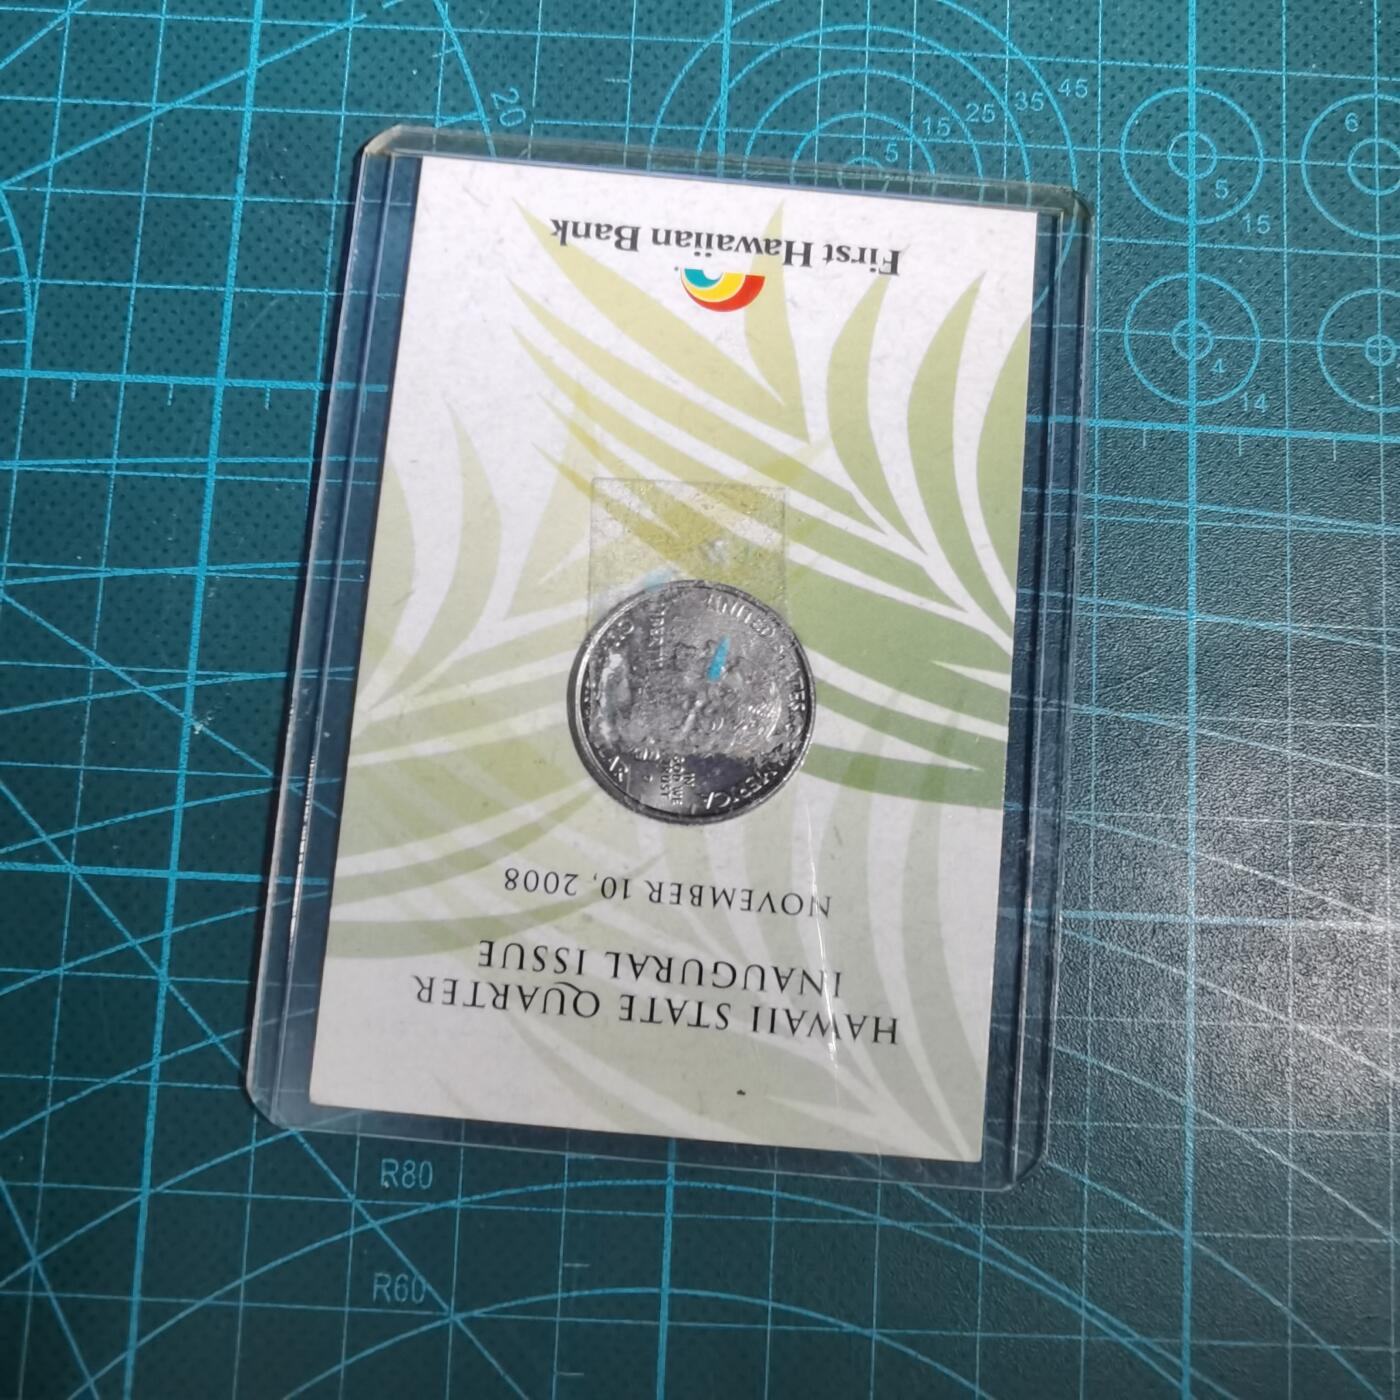 HAWAII STATE QUARTER
INAUGURAL ISSUE
NOVEMBER 10, 2008
UNITED STATES
AMERICA
LIBERTY
IN
GOD WE
TRUST
First Hawaiian Bank
20
5
15
25
35
45
5
15
4
14
6
R80
R60